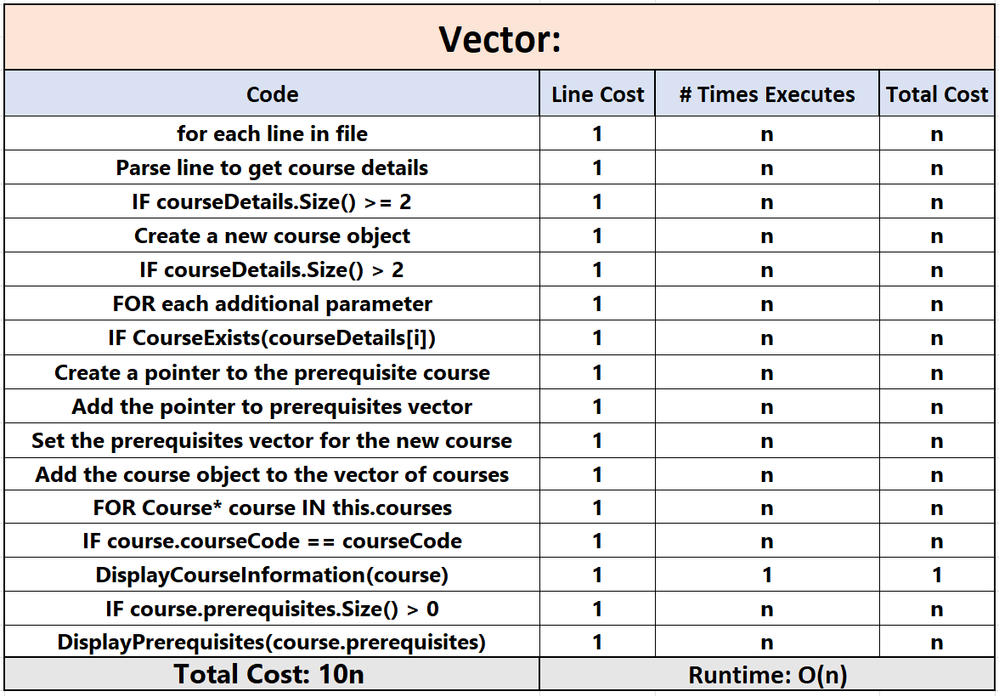 Vector:
Code Line Cost # Times Executes Total Cost
for each line in file 1 n n
Parse line to get course details 1 n n
IF courseDetails.Size() >= 2 1 n n
Create a new course object 1 n n
IF courseDetails.Size() > 2 1 n n
FOR each additional parameter 1 n n
IF CourseExists(courseDetails[i]) 1 n n
Create a pointer to the prerequisite course 1 n n
Add the pointer to prerequisites vector 1 n n
Set the prerequisites vector for the new course 1 n n
Add the course object to the vector of courses 1 n n
FOR Course* course IN this.courses 1 n n
IF course.courseCode == courseCode 1 n n
DisplayCourseInformation(course) 1 1 1
IF course.prerequisites.Size() > 0 1 n n
DisplayPrerequisites(course.prerequisites) 1 n n
Total Cost: 10n Runtime: O(n)